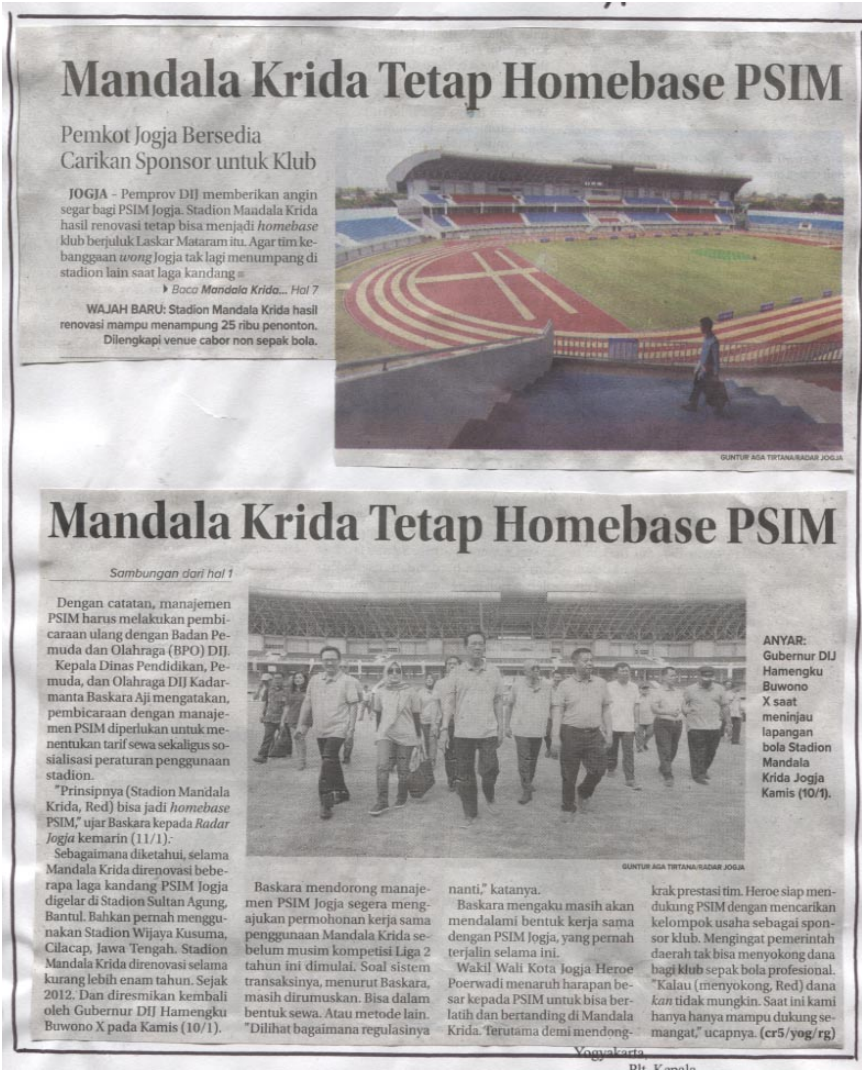 Mandala Krida Tetap Homebase PSIM
Pemkot Jogja Bersedia
Carikan Sponsor untuk Klub
JOGJA - Pemprov DIJ memberikan angin
segar bagi PSIM Jogja. Stadion Maadala Krida
hasil renovasi tetap bisa menjadi homebase
klub berjuluk Laskar Mataram itu. Agar tim ke-
banggaan wong Jogja tak lagi menumpang di
stadion lain saat laga kandang
Baca Mandala Krida... Hal 7
WAJAH BARU: Stadion Mandala Krida hasil
renovasi mampu menampung 25 ribu penonton.
Dilengkapi venue cabor non sepak bola.
GUNTUR AGA TIRTANA/RADAR JOGJA
Mandala Krida Tetap Homebase PSIM
Sambungan dari hal 1
Dengan catatan, manajemen
PSIM harus melakukan pembi-
caraan ulang dengan Badan Pe-
muda dan Olahraga (BPO) DIJ.
Kepala Dinas Pendidikan, Pe-
muda, dan Olahraga DIJ Kadar-
manta Baskara Aji mengatakan,
pembicaraan dengan manaje-
men PSIM diperlukan untuk me-
nentukan tarif sewa sekaligus so-
sialisasi peraturan penggunaan
stadion.
"Prinsipnya (Stadion Mandala
Krida, Red) bisa jadi homebase
PSIM," ujar Baskara kepada Radar
Jogja kemarin (11/1).
Sebagaimana diketahui, selama
Mandala Krida direnovasi bebe-
rapa laga kandang PSIM Jogja
digelar di Stadion Sultan Agung,
Bantul. Bahkan pernah menggu-
nakan Stadion Wijaya Kusuma,
Cilacap, Jawa Tengah. Stadion
Mandala Krida direnovasi selama
kurang lebih enam tahun. Sejak
2012. Dan diresmikan kembali
oleh Gubernur DIJ Hamengku
Buwono X pada Kamis (10/1).
ANYAR:
Gubernur DIJ
Hamengku
Buwono
X saat
meninjau
lapangan
bola Stadion
Mandala
Krida Jogja
Kamis (10/1).
GUNTUR AGA TIRTANA/RADAR JOGJA
Baskara mendorong manaje-
men PSIM Jogja segera meng-
ajukan permohonan kerja sama
penggunaan Mandala Krida se-
belum musim kompetisi Liga 2
tahun ini dimulai. Soal sistem
transaksinya, menurut Baskara,
masih dirumuskan. Bisa dalam
bentuk sewa. Atau metode lain.
"Dilihat bagaimana regulasinya
nanti," katanya.
Baskara mengaku masih akan
mendalami bentuk kerja sama
dengan PSIM Jogja, yang pernah
terjalin selama ini.
Wakil Wali Kota Jogja Heroe
Poerwadi menaruh harapan be-
sar kepada PSIM untuk bisa ber-
latih dan bertanding di Mandala
Krida. Terutama demi mendong-
krak prestasi tim. Heroe siap men-
dukung PSIM dengan mencarikan
kelompok usaha sebagai spon-
sor klub. Mengingat pemerintah
daerah tak bisa menyokong dana
bagi klub sepak bola profesional.
"Kalau (menyokong, Red) dana
kan tidak mungkin. Saat ini kami
hanya hanya mampu dukung se-
mangat," ucapnya. (cr5/yog/rg)
Yogyakarta,
Plt. Kepala